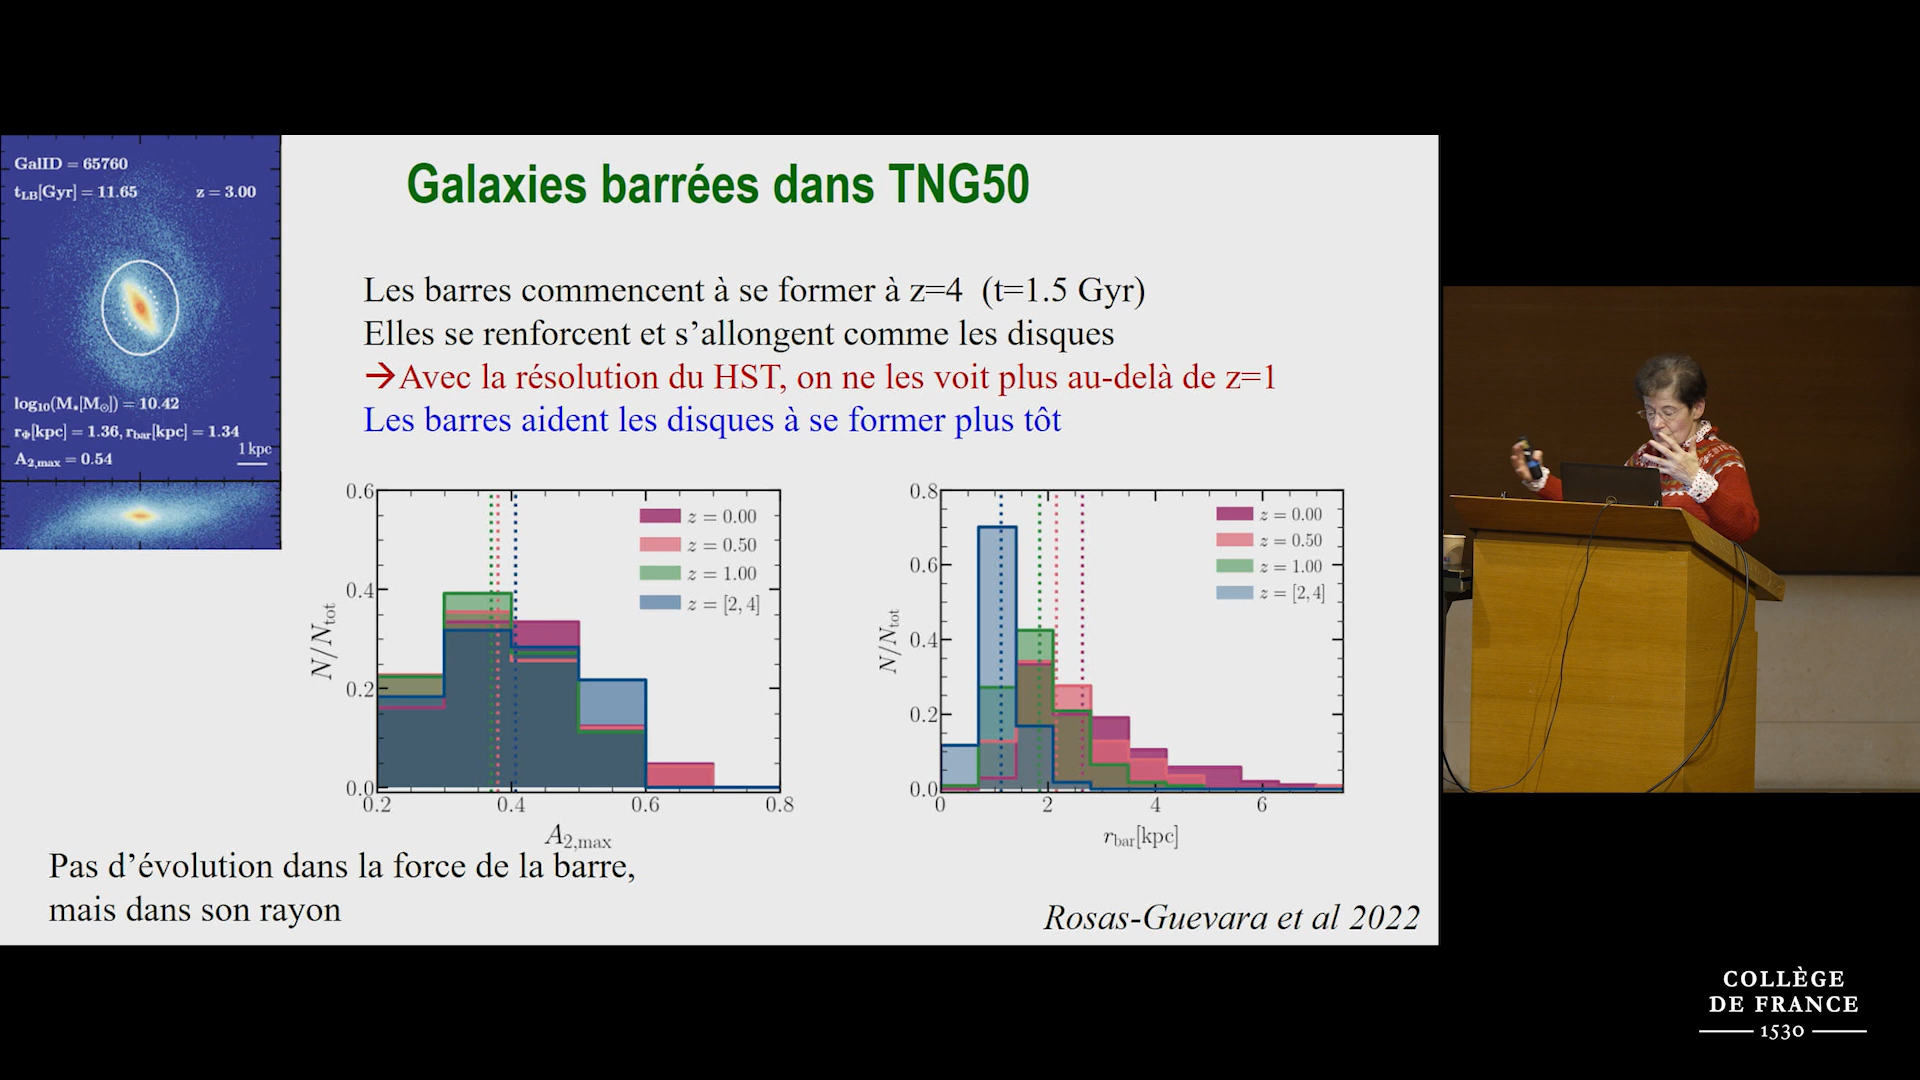 GalID = 65760
t_LB[Gyr] = 11.65 z = 3.00
log₁₀(M⋆[M⊙]) = 10.42
r_Φ[kpc] = 1.36, r_bar[kpc] = 1.34
1 kpc
A_2,max = 0.54
Galaxies barrées dans TNG50
Les barres commencent à se former à z=4 (t=1.5 Gyr)
Elles se renforcent et s’allongent comme les disques
→Avec la résolution du HST, on ne les voit plus au-delà de z=1
Les barres aident les disques à se former plus tôt
0.6
0.4
0.2
0.0
N/N_tot
z = 0.00
z = 0.50
z = 1.00
z = [2, 4]
0.2 0.4 0.6 0.8
A_2,max
0.8
0.6
0.4
0.2
0.0
N/N_tot
z = 0.00
z = 0.50
z = 1.00
z = [2, 4]
0 2 4 6
r_bar[kpc]
Pas d’évolution dans la force de la barre,
mais dans son rayon
Rosas-Guevara et al 2022
COLLÈGE
DE FRANCE
1530